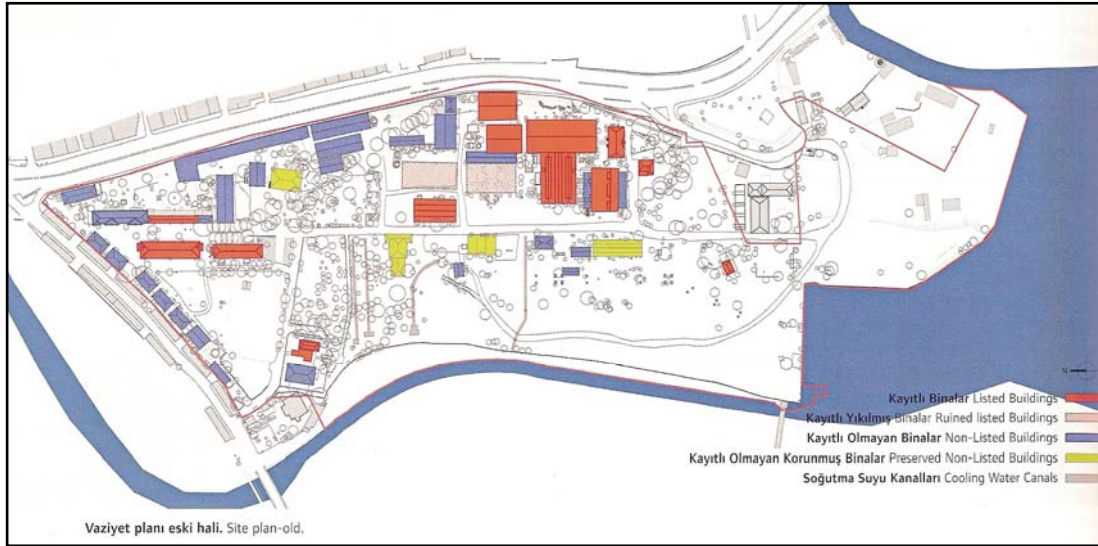 N
Kayıtlı Binalar Listed Buildings
Kayıtlı Yıkılmış Binalar Ruined listed Buildings
Kayıtlı Olmayan Binalar Non-Listed Buildings
Kayıtlı Olmayan Korunmuş Binalar Preserved Non-Listed Buildings
Soğutma Suyu Kanalları Cooling Water Canals
Vaziyet planı eski hali. Site plan-old.